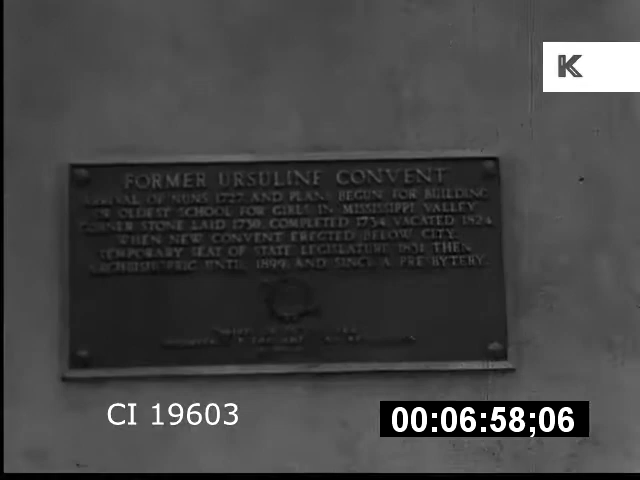 K
FORMER URSULINE CONVENT
ARRIVAL OF NUNS 1727 AND PLANS BEGUN FOR BUILDING
OF OLDEST SCHOOL FOR GIRLS IN MISSISSIPPI VALLEY
CORNER STONE LAID 1730. COMPLETED 1734. VACATED 1824
WHEN NEW CONVENT ERECTED BELOW CITY.
TEMPORARY SEAT OF STATE LEGISLATURE 1831 THEN
ARCHBISHOPRIC UNTIL 1899 AND SINCE A PRESBYTERY.
CI 19603
00:06:58;06